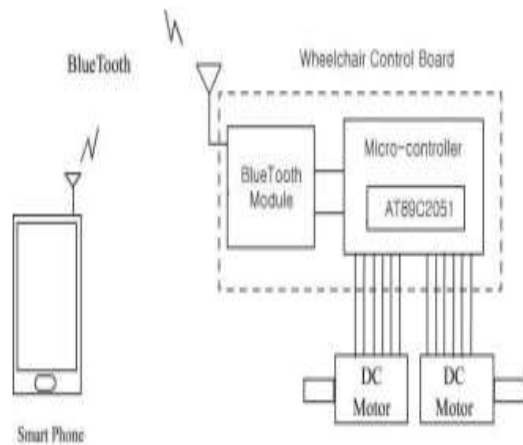 BlueTooth
Wheelchair Control Board
BlueTooth
Module
Micro-controller
AT89C2051
DC
Motor
DC
Motor
Smart Phone